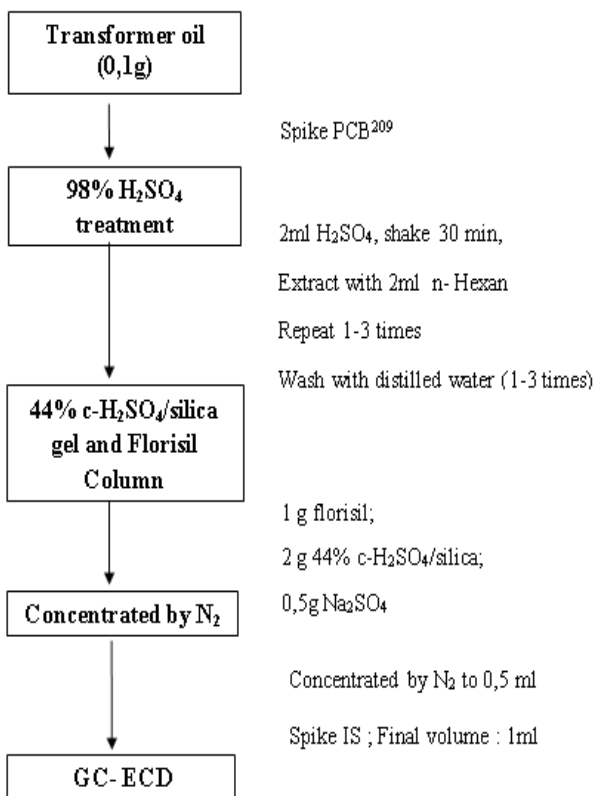 Transformer oil
(0,1g)
Spike PCB²⁰⁹
98% H₂SO₄
treatment
2ml H₂SO₄, shake 30 min,
Extract with 2ml n- Hexan
Repeat 1-3 times
Wash with distilled water (1-3 times)
44% c-H₂SO₄/silica
gel and Florisil
Column
1 g florisil;
2 g 44% c-H₂SO₄/silica;
0,5g Na₂SO₄
Concentrated by N₂
Concentrated by N₂ to 0,5 ml
Spike IS ; Final volume : 1ml
GC- ECD